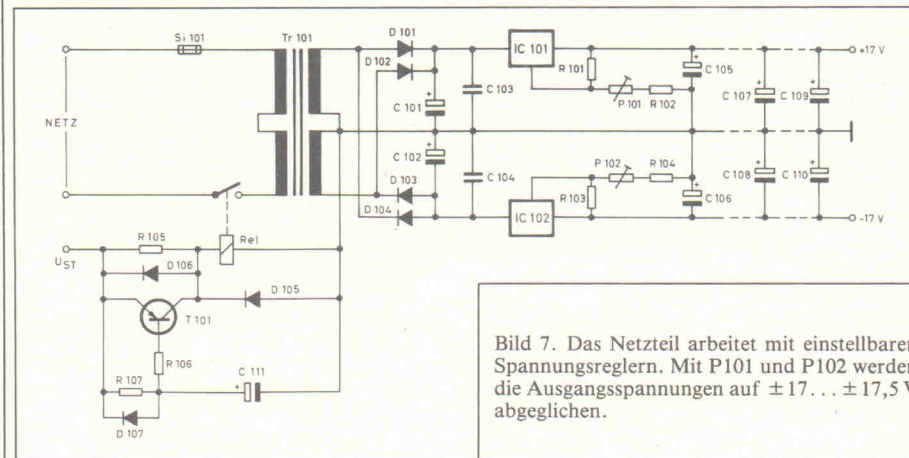 Si 101
Tr 101
D 101
D 102
IC 101
R 101
P 101
R 102
C 105
C 101
C 103
C 107
C 109
+17 V
NETZ
C 102
C 104
P 102
R 104
R 103
C 106
C 108
C 110
D 103
D 104
IC 102
-17 V
U_ST
R 105
Rel
D 106
D 105
T 101
R 106
R 107
C 111
D 107
Bild 7. Das Netzteil arbeitet mit einstellbaren
Spannungsreglern. Mit P101 und P102 werden
die Ausgangsspannungen auf ±17... ±17,5 V
abgeglichen.